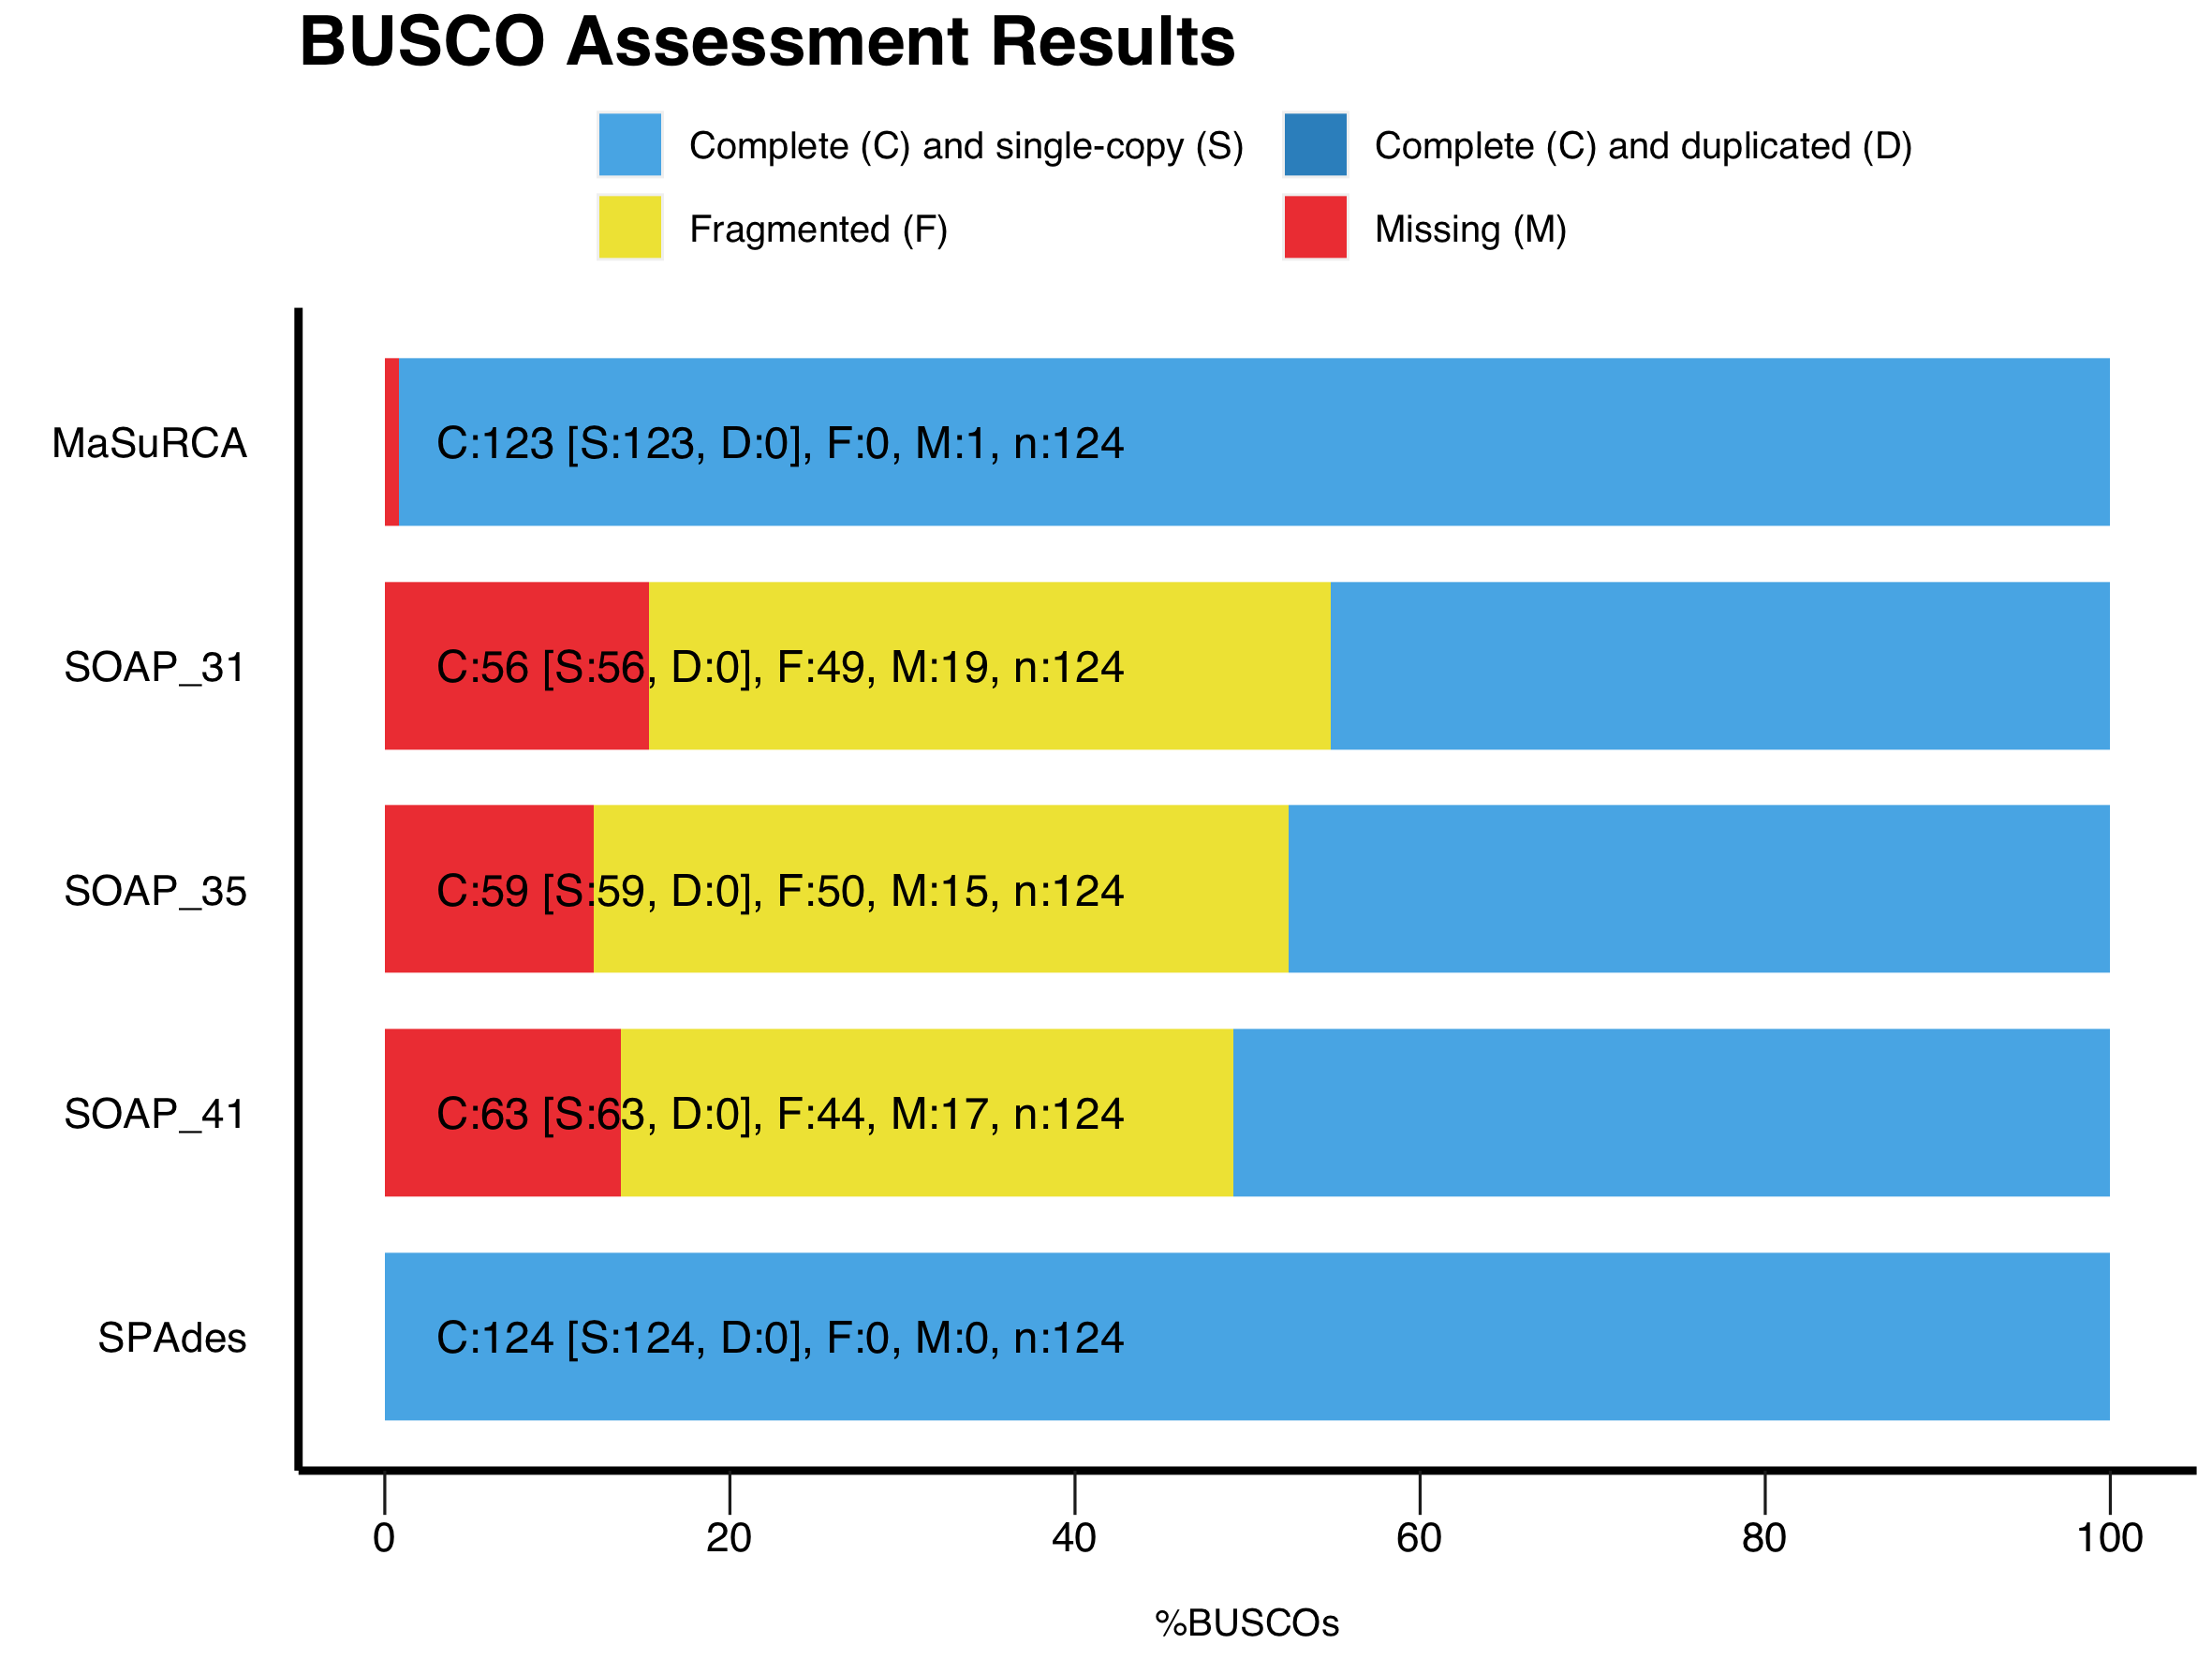 BUSCO Assessment Results
Complete (C) and single-copy (S)
Complete (C) and duplicated (D)
Fragmented (F)
Missing (M)
MaSuRCA
C:123 [S:123, D:0], F:0, M:1, n:124
SOAP_31
C:56 [S:56, D:0], F:49, M:19, n:124
SOAP_35
C:59 [S:59, D:0], F:50, M:15, n:124
SOAP_41
C:63 [S:63, D:0], F:44, M:17, n:124
SPAdes
C:124 [S:124, D:0], F:0, M:0, n:124
0 20 40 60 80 100
%BUSCOs